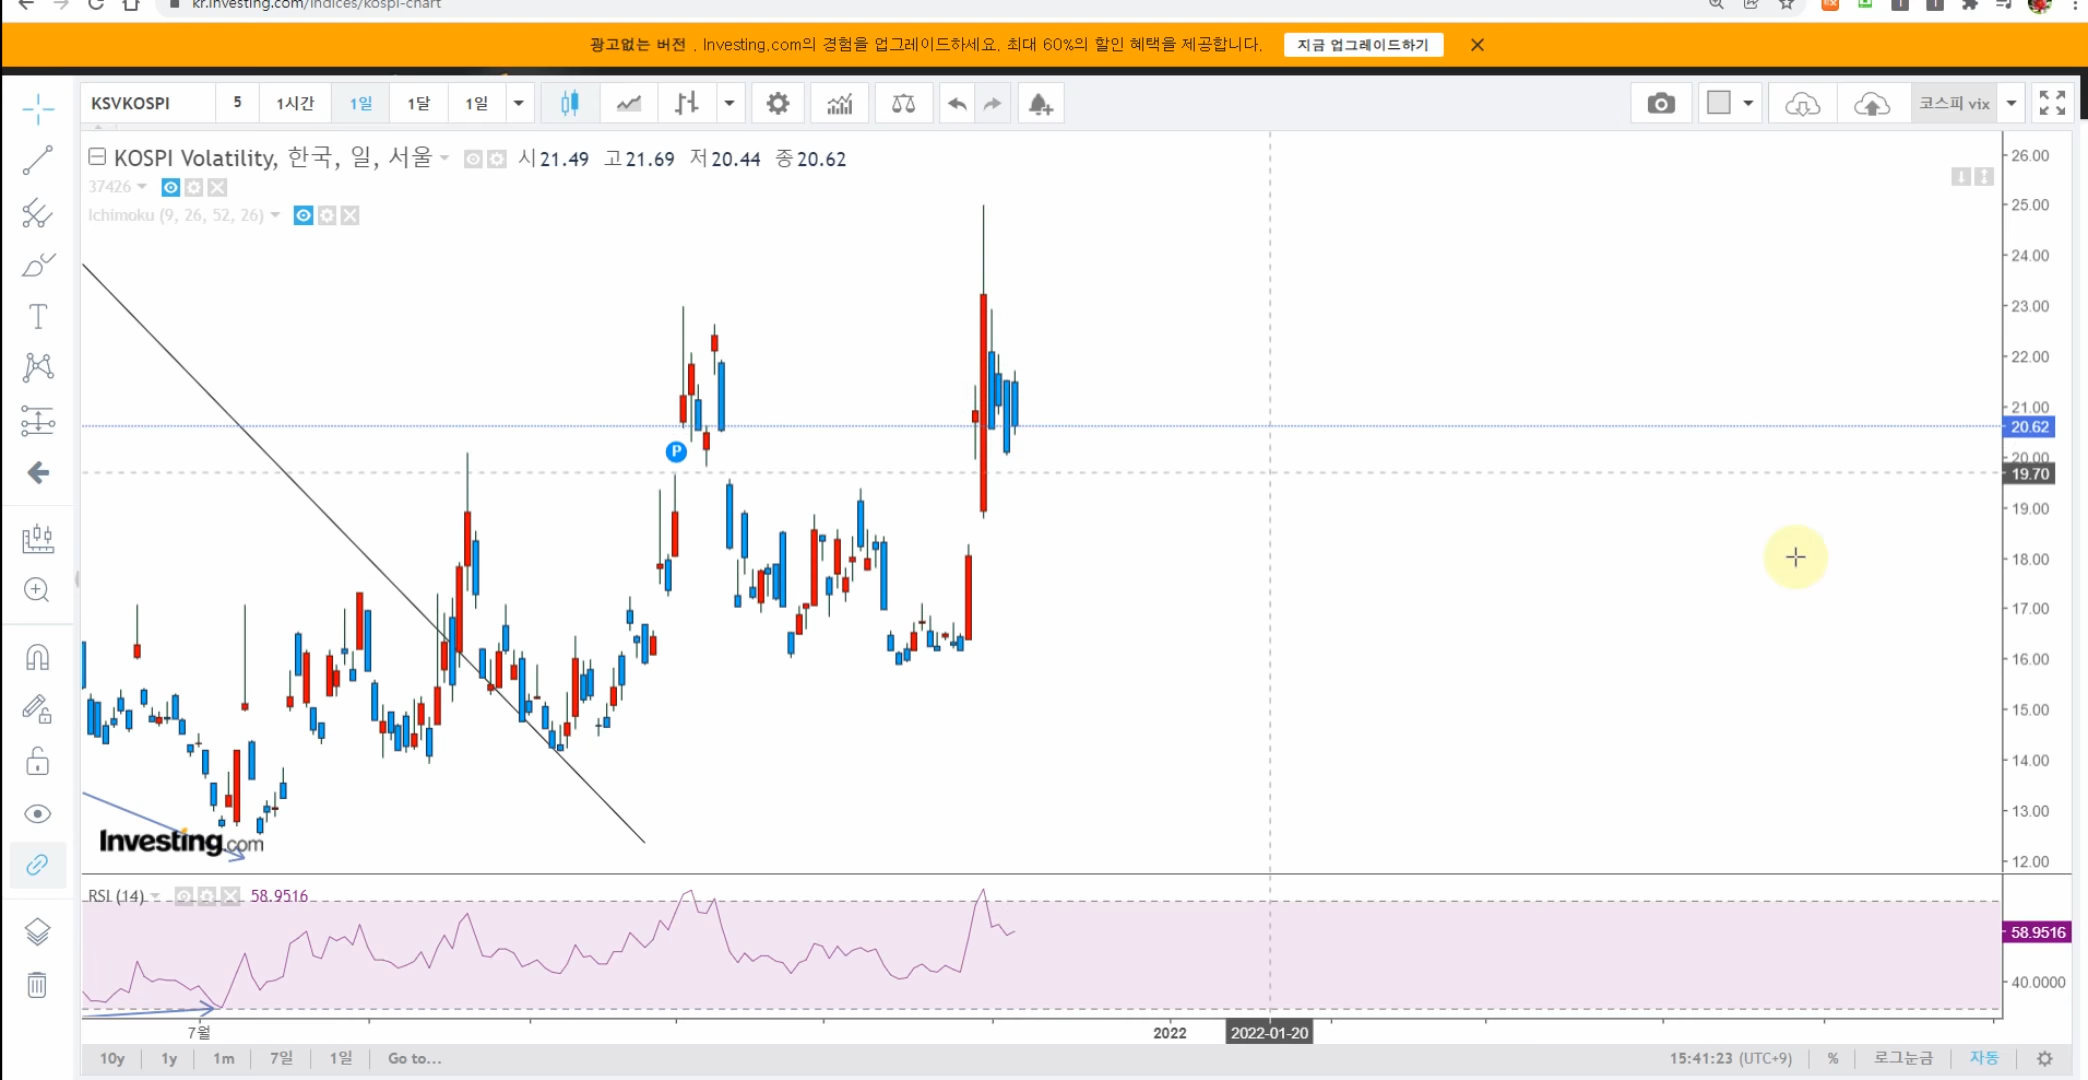 kr.investing.com/indices/kospi-chart
광고없는 버전 . Investing.com의 경험을 업그레이드하세요. 최대 60%의 할인 혜택을 제공합니다. 지금 업그레이드하기
KSVKOSPI 5 1시간 1일 1달 1일 코스피 vix
KOSPI Volatility, 한국, 일, 서울 시21.49 고21.69 저20.44 종20.62
37426
Ichimoku (9, 26, 52, 26)
26.00
25.00
24.00
23.00
22.00
21.00
20.62
20.00
19.70
19.00
18.00
17.00
16.00
15.00
14.00
13.00
12.00
P
Investing.com
RSI (14) 58.9516
58.9516
40.0000
7월 2022 2022-01-20
10y 1y 1m 7일 1일 Go to... 15:41:23 (UTC+9) % 로그눈금 자동